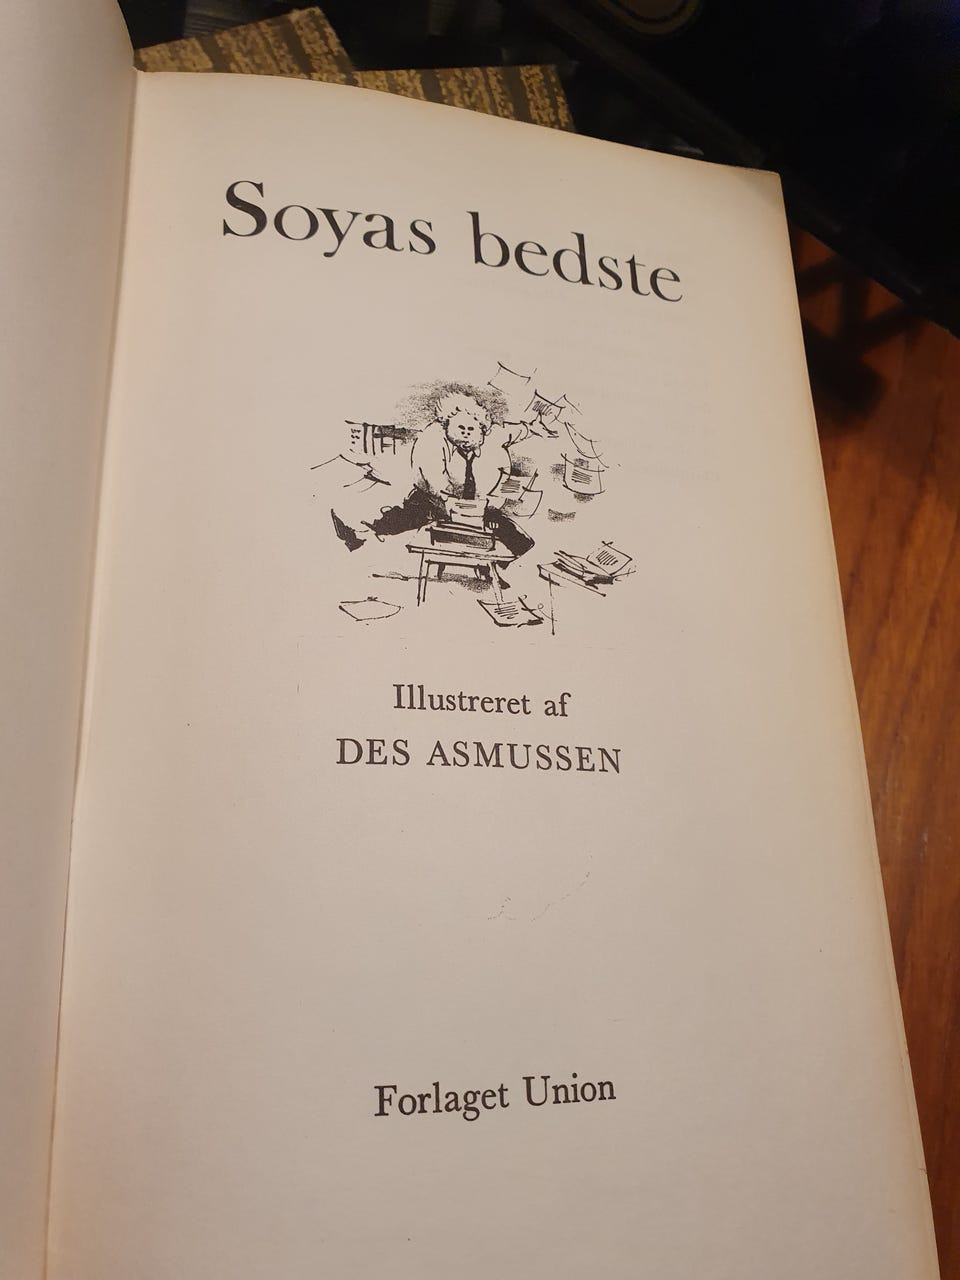 Soyas bedste
Illustreret af
DES ASMUSSEN
Forlaget Union